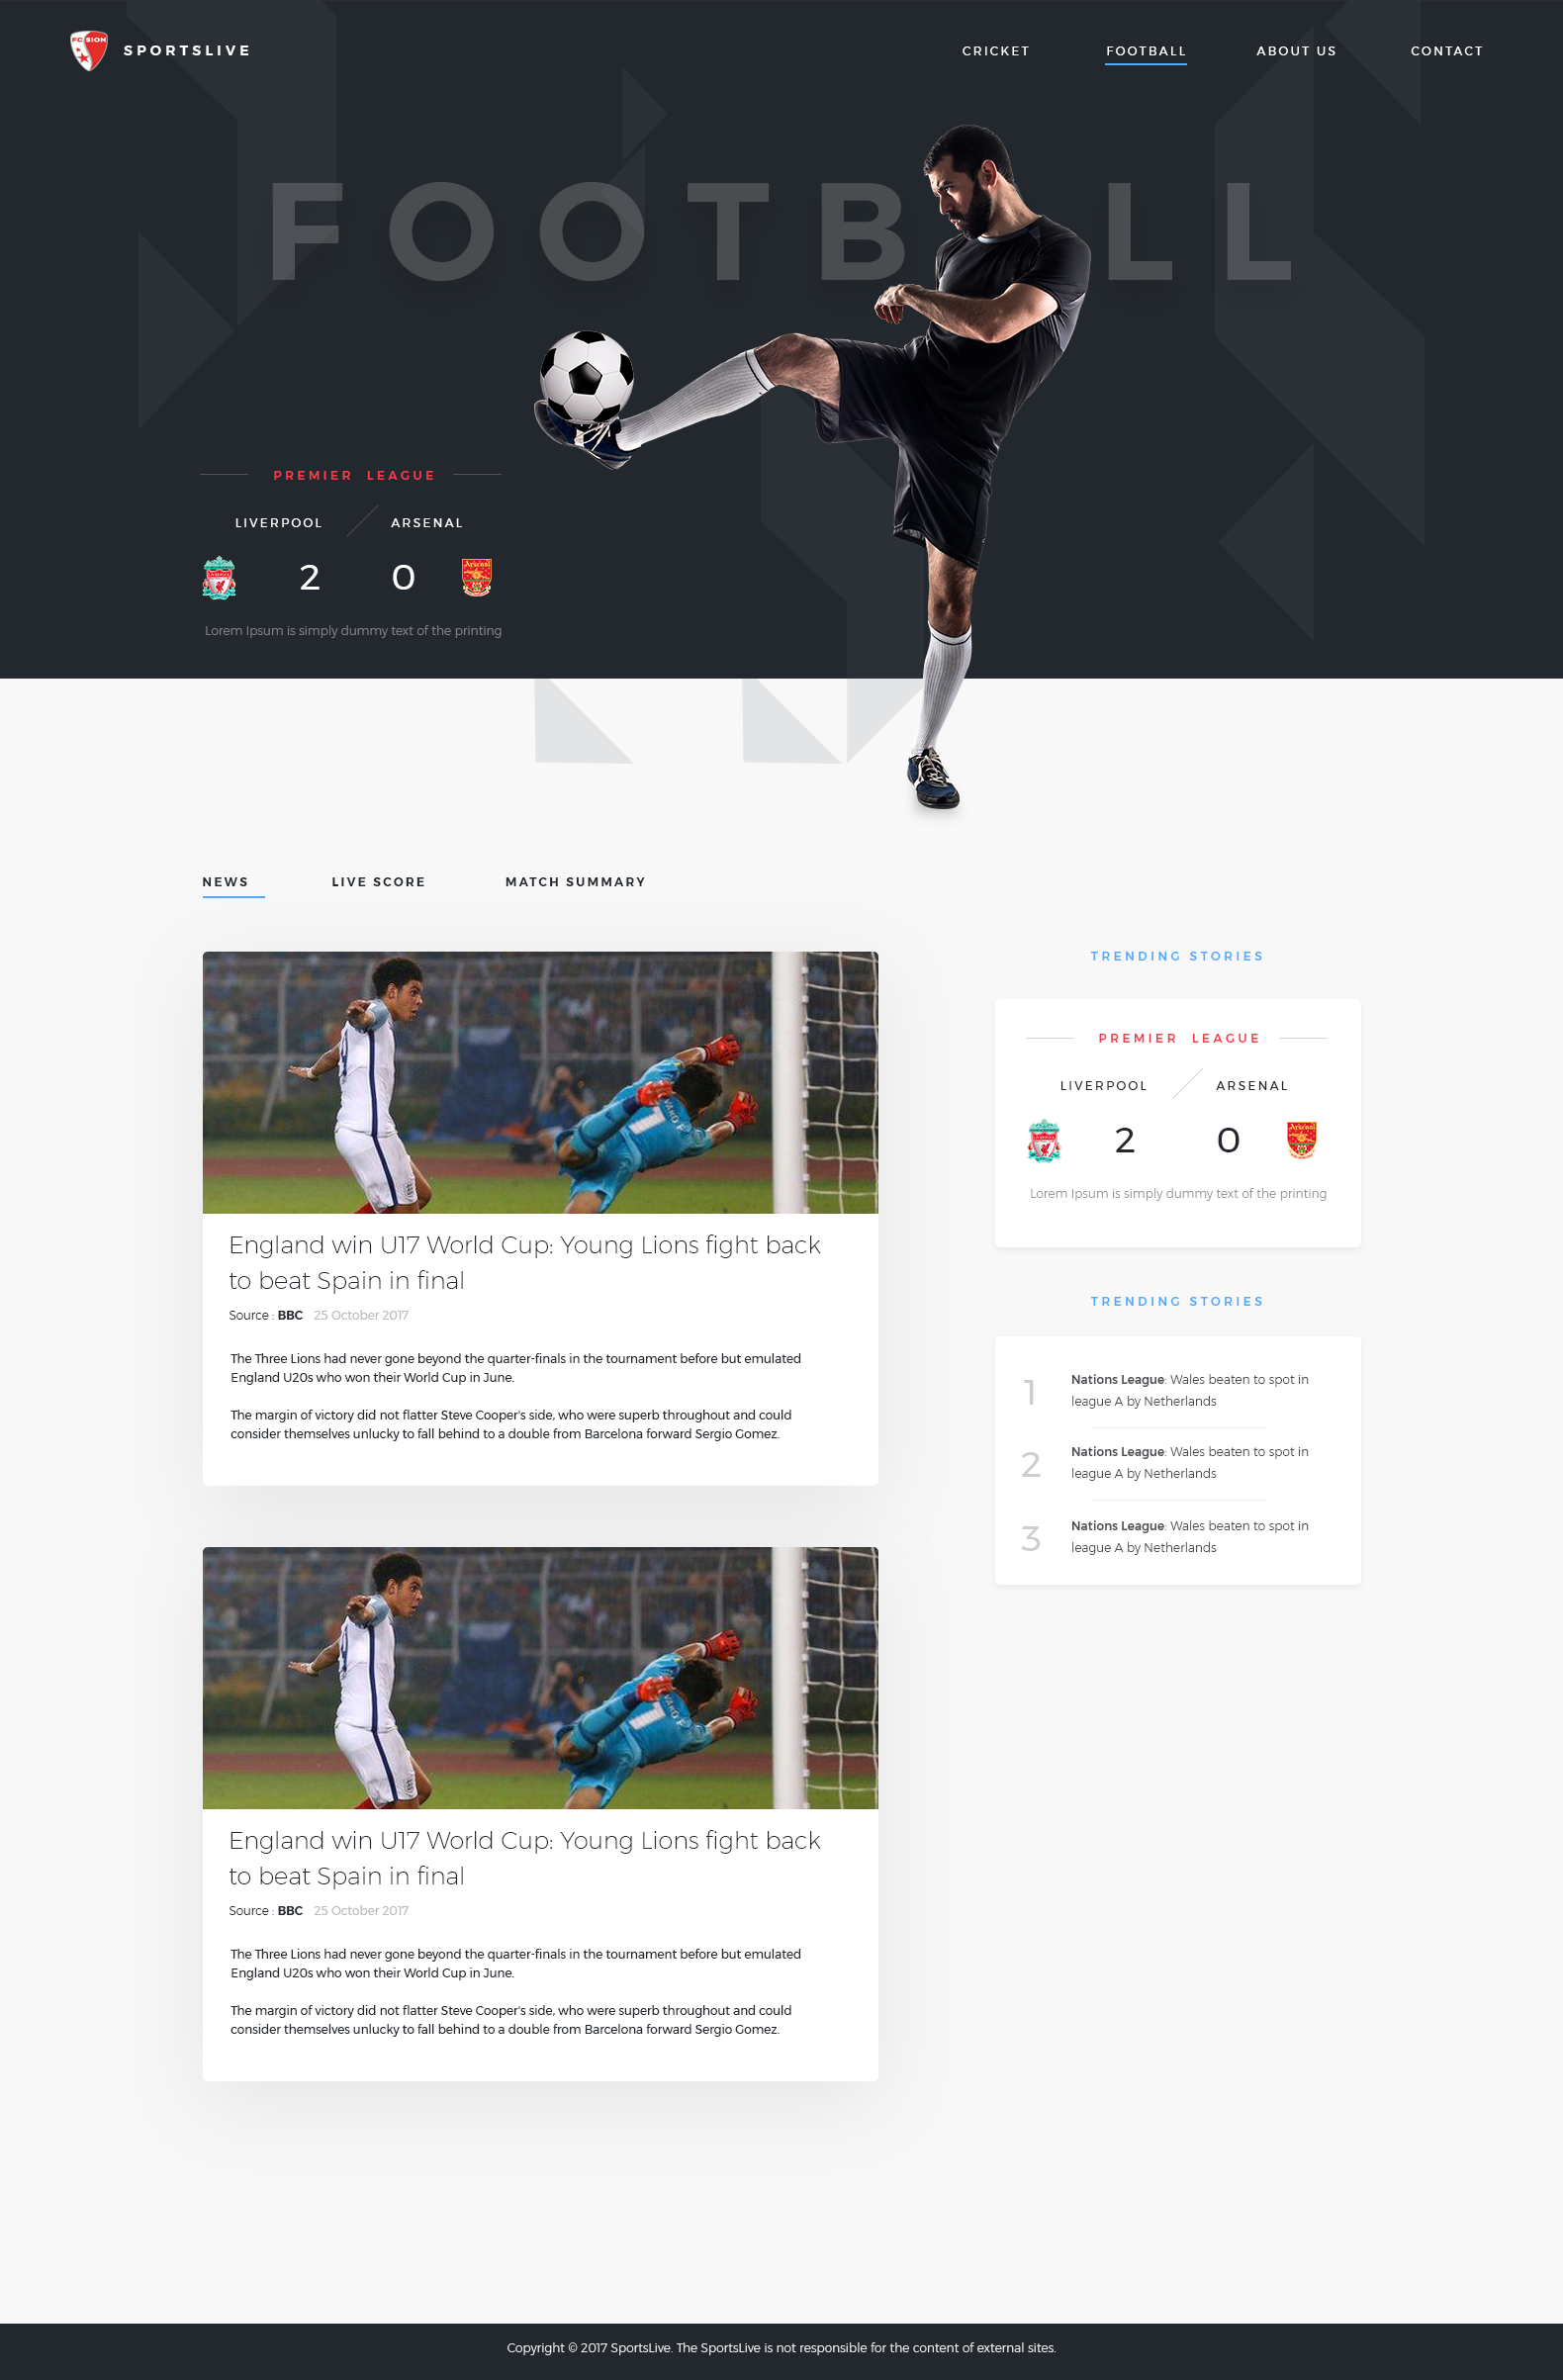 FC SION
SPORTSLIVE
CRICKET
FOOTBALL
ABOUT US
CONTACT
FOOTB LL
PREMIER LEAGUE
LIVERPOOL
ARSENAL
2
0
Arsenal
Lorem Ipsum is simply dummy text of the printing
NEWS
LIVE SCORE
MATCH SUMMARY
1
England win U17 World Cup: Young Lions fight back
to beat Spain in final
Source : BBC 25 October 2017
The Three Lions had never gone beyond the quarter-finals in the tournament before but emulated
England U20s who won their World Cup in June.
The margin of victory did not flatter Steve Cooper's side, who were superb throughout and could
consider themselves unlucky to fall behind to a double from Barcelona forward Sergio Gomez.
1
England win U17 World Cup: Young Lions fight back
to beat Spain in final
Source : BBC 25 October 2017
The Three Lions had never gone beyond the quarter-finals in the tournament before but emulated
England U20s who won their World Cup in June.
The margin of victory did not flatter Steve Cooper's side, who were superb throughout and could
consider themselves unlucky to fall behind to a double from Barcelona forward Sergio Gomez.
TRENDING STORIES
PREMIER LEAGUE
LIVERPOOL
ARSENAL
2
0
Arsenal
Lorem Ipsum is simply dummy text of the printing
TRENDING STORIES
1
Nations League: Wales beaten to spot in
league A by Netherlands
2
Nations League: Wales beaten to spot in
league A by Netherlands
3
Nations League: Wales beaten to spot in
league A by Netherlands
Copyright © 2017 SportsLive. The SportsLive is not responsible for the content of external sites.